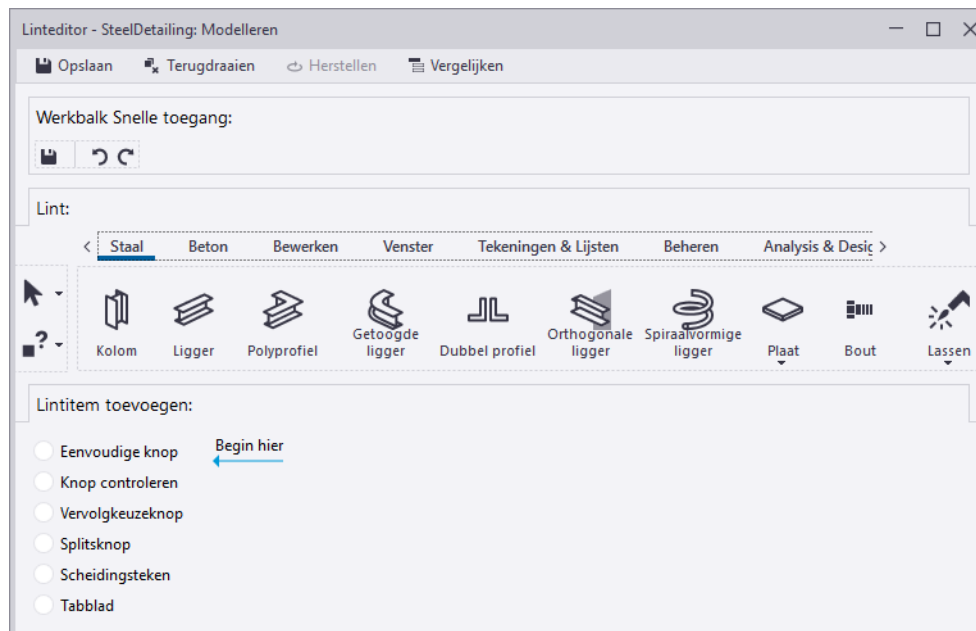 Linteditor - SteelDetailing: Modelleren
Opslaan Terugdraaien Herstellen Vergelijken
Werkbalk Snelle toegang:
Lint:
Staal Beton Bewerken Venster Tekeningen & Lijsten Beheren Analysis & Desig
Kolom Ligger Polyprofiel Getoogde ligger Dubbel profiel Orthogonale ligger Spiraalvormige ligger Plaat Bout Lassen
Lintitem toevoegen:
Eenvoudige knop Begin hier
Knop controleren
Vervolgkeuzeknop
Splitsknop
Scheidingsteken
Tabblad